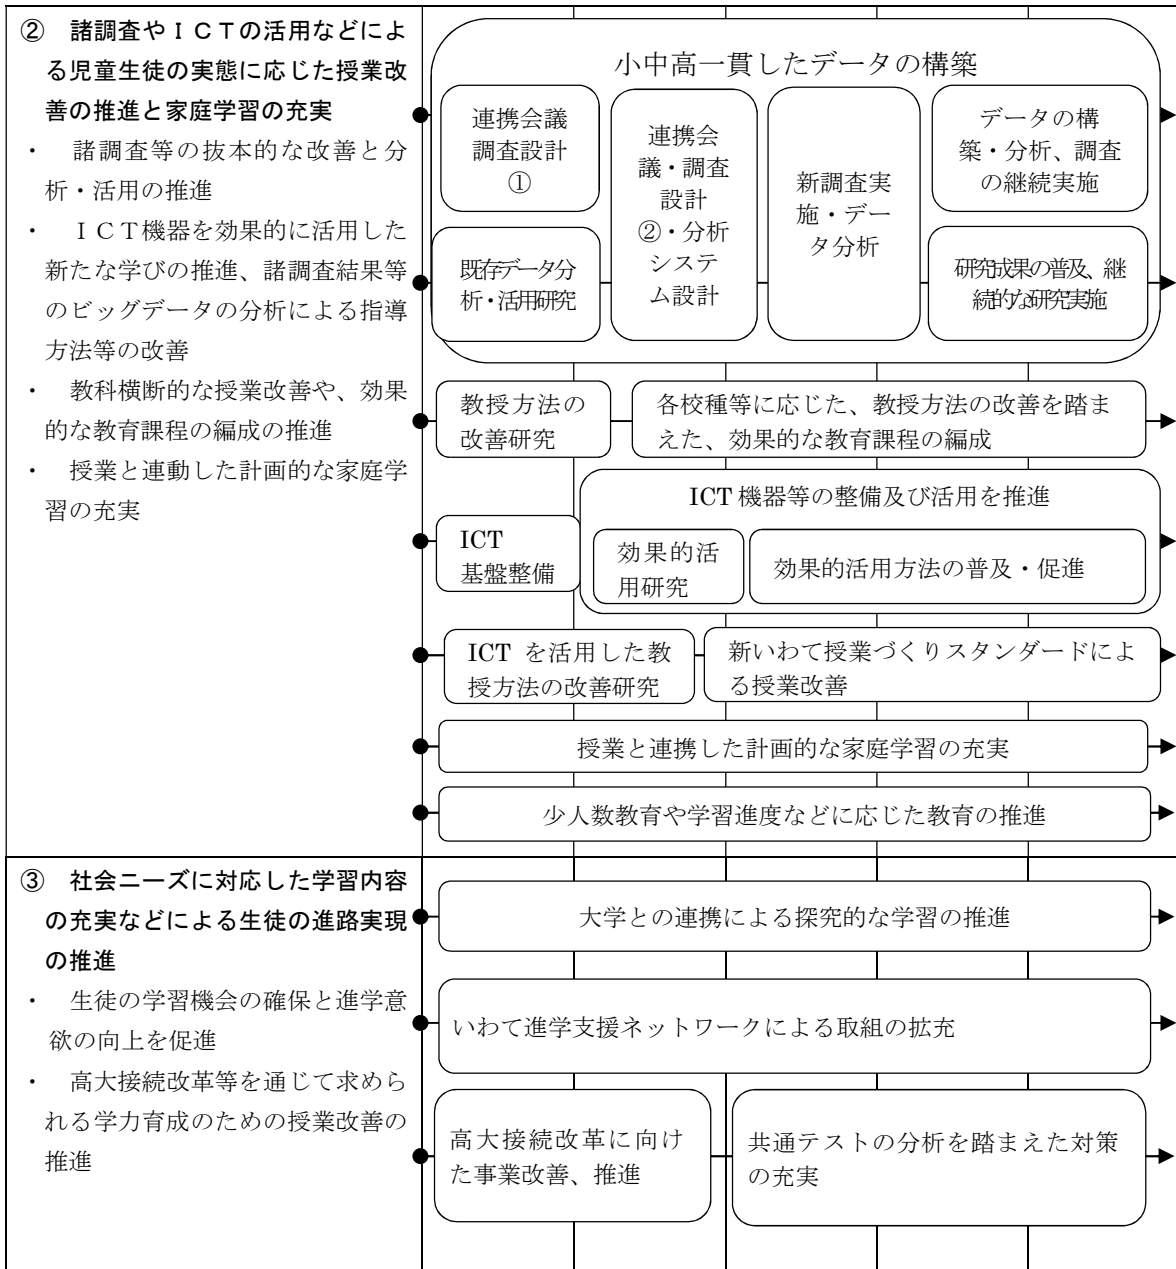 ② 諸調査やＩＣＴの活用などによ
る児童生徒の実態に応じた授業改
善の推進と家庭学習の充実
・ 諸調査等の抜本的な改善と分
析・活用の推進
・ ＩＣＴ機器を効果的に活用した
新たな学びの推進、諸調査結果等
のビッグデータの分析による指導
方法等の改善
・ 教科横断的な授業改善や、効果
的な教育課程の編成の推進
・ 授業と連動した計画的な家庭学
習の充実
小中高一貫したデータの構築
連携会議
調査設計
①
既存データ分
析・活用研究
連携会
議・調査
設計
②・分析
システ
ム設計
新調査実
施・デー
タ分析
データの構
築・分析、調査
の継続実施
研究成果の普及、継
続的な研究実施
教授方法の
改善研究
各校種等に応じた、教授方法の改善を踏ま
えた、効果的な教育課程の編成
ICT
基盤整備
ICT 機器等の整備及び活用を推進
効果的活
用研究
効果的活用方法の普及・促進
ICT を活用した教
授方法の改善研究
新いわて授業づくりスタンダードによ
る授業改善
授業と連携した計画的な家庭学習の充実
少人数教育や学習進度などに応じた教育の推進
③ 社会ニーズに対応した学習内容
の充実などによる生徒の進路実現
の推進
・ 生徒の学習機会の確保と進学意
欲の向上を促進
・ 高大接続改革等を通じて求めら
れる学力育成のための授業改善の
推進
大学との連携による探究的な学習の推進
いわて進学支援ネットワークによる取組の拡充
高大接続改革に向け
た事業改善、推進
共通テストの分析を踏まえた対策
の充実